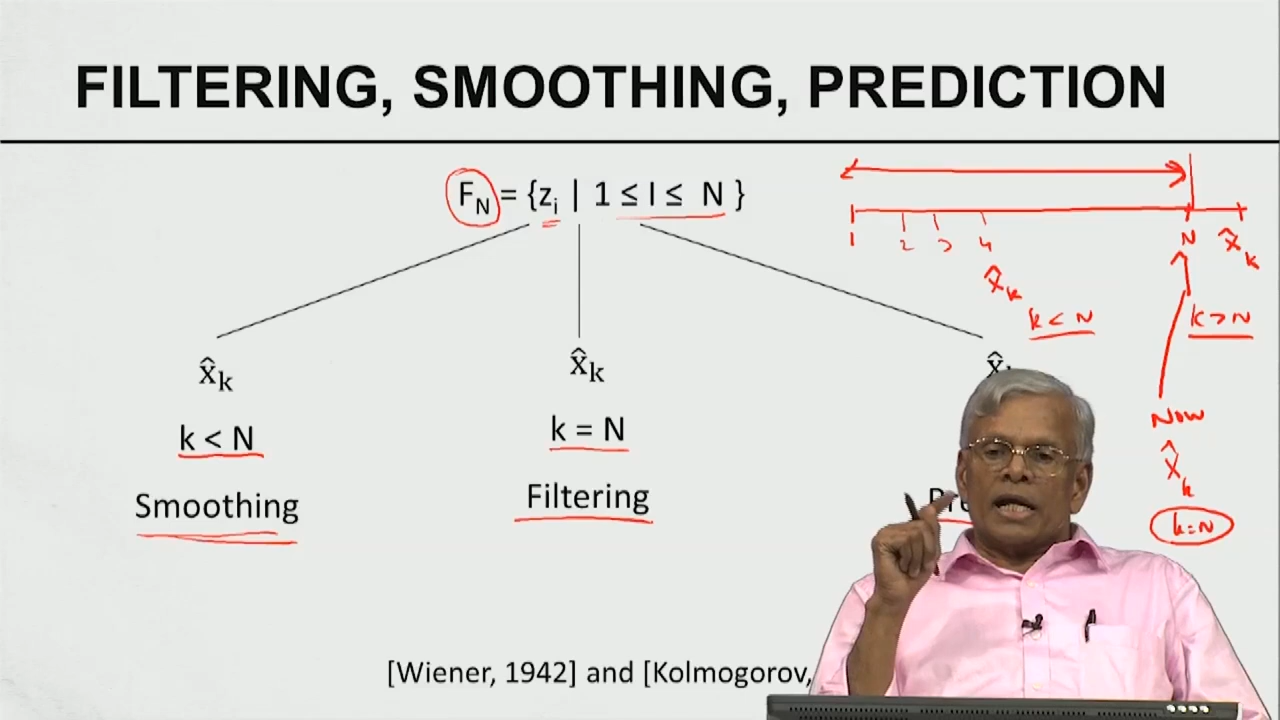 FILTERING, SMOOTHING, PREDICTION
F_N = {z_i | 1 ≤ I ≤ N }
1 2 3 4 N x̂_k
x̂_k
k < N
k > N
Now
x̂_k
k=N
x̂_k x̂_k x̂
k < N k = N
Smoothing Filtering
[Wiener, 1942] and [Kolmogorov,